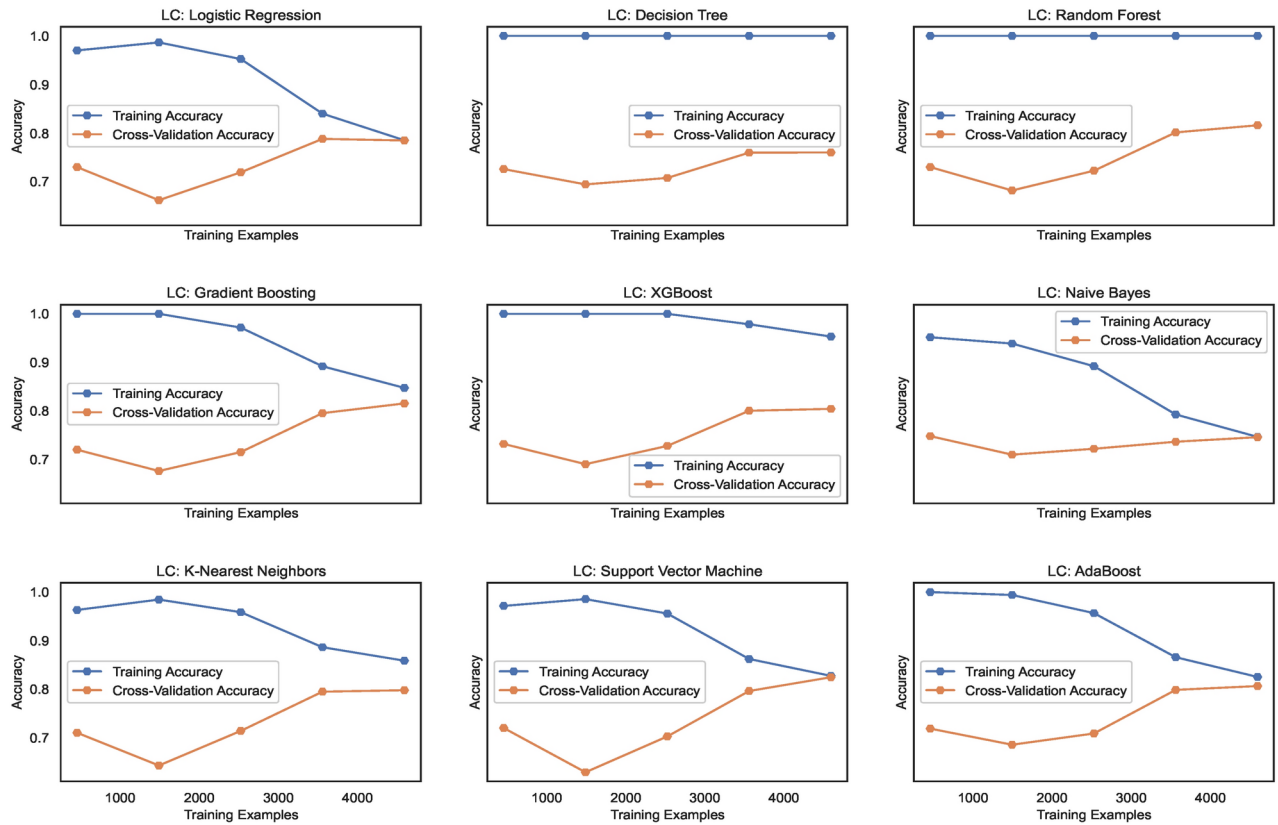 LC: Logistic Regression
1.0
0.9
0.8
0.7
Accuracy
Training Accuracy
Cross-Validation Accuracy
Training Examples
LC: Decision Tree
Accuracy
Training Accuracy
Cross-Validation Accuracy
Training Examples
LC: Random Forest
Accuracy
Training Accuracy
Cross-Validation Accuracy
Training Examples
LC: Gradient Boosting
1.0
0.9
0.8
0.7
Accuracy
Training Accuracy
Cross-Validation Accuracy
Training Examples
LC: XGBoost
Accuracy
Training Accuracy
Cross-Validation Accuracy
Training Examples
LC: Naive Bayes
Accuracy
Training Accuracy
Cross-Validation Accuracy
Training Examples
LC: K-Nearest Neighbors
1.0
0.9
0.8
0.7
Accuracy
Training Accuracy
Cross-Validation Accuracy
1000 2000 3000 4000
Training Examples
LC: Support Vector Machine
Accuracy
Training Accuracy
Cross-Validation Accuracy
1000 2000 3000 4000
Training Examples
LC: AdaBoost
Accuracy
Training Accuracy
Cross-Validation Accuracy
1000 2000 3000 4000
Training Examples